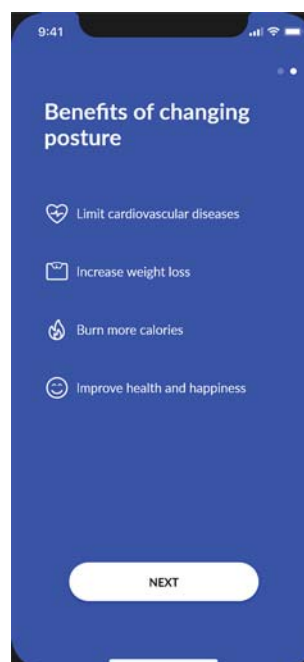 9:41
Benefits of changing
posture
Limit cardiovascular diseases
Increase weight loss
Burn more calories
Improve health and happiness
NEXT